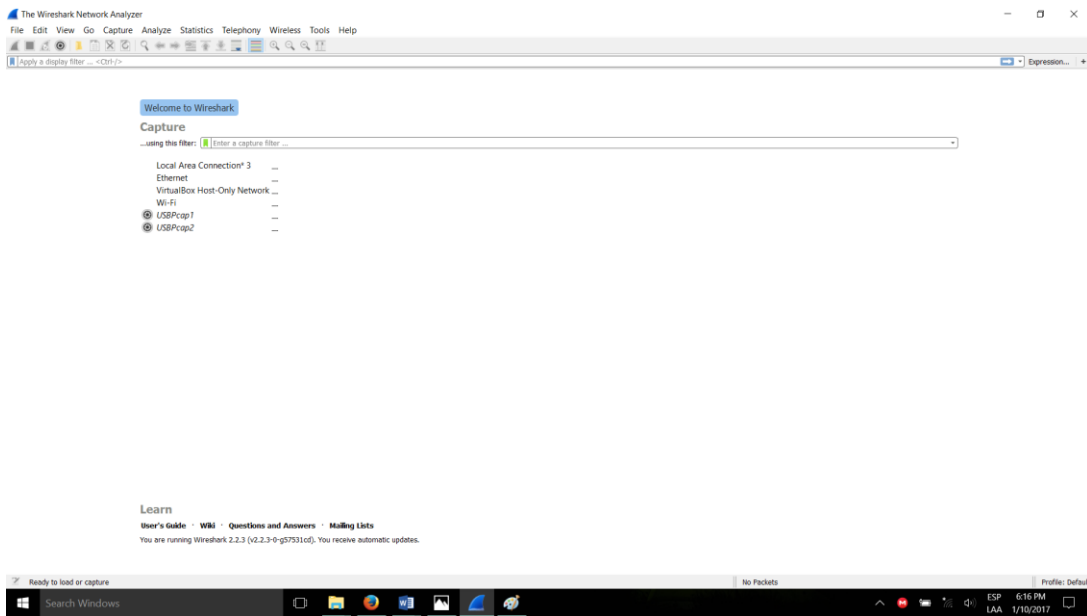 The Wireshark Network Analyzer
File Edit View Go Capture Analyze Statistics Telephony Wireless Tools Help
Apply a display filter ... <Ctrl-/>
Expression... +
Welcome to Wireshark
Capture
...using this filter: Enter a capture filter ...
Local Area Connection* 3
Ethernet
VirtualBox Host-Only Network
Wi-Fi
USBPcap1
USBPcap2
Learn
User's Guide · Wiki · Questions and Answers · Mailing Lists
You are running Wireshark 2.2.3 (v2.2.3-0-g57531cd). You receive automatic updates.
Ready to load or capture
No Packets
Profile: Defaul
Search Windows
ESP 6:16 PM
LAA 1/10/2017